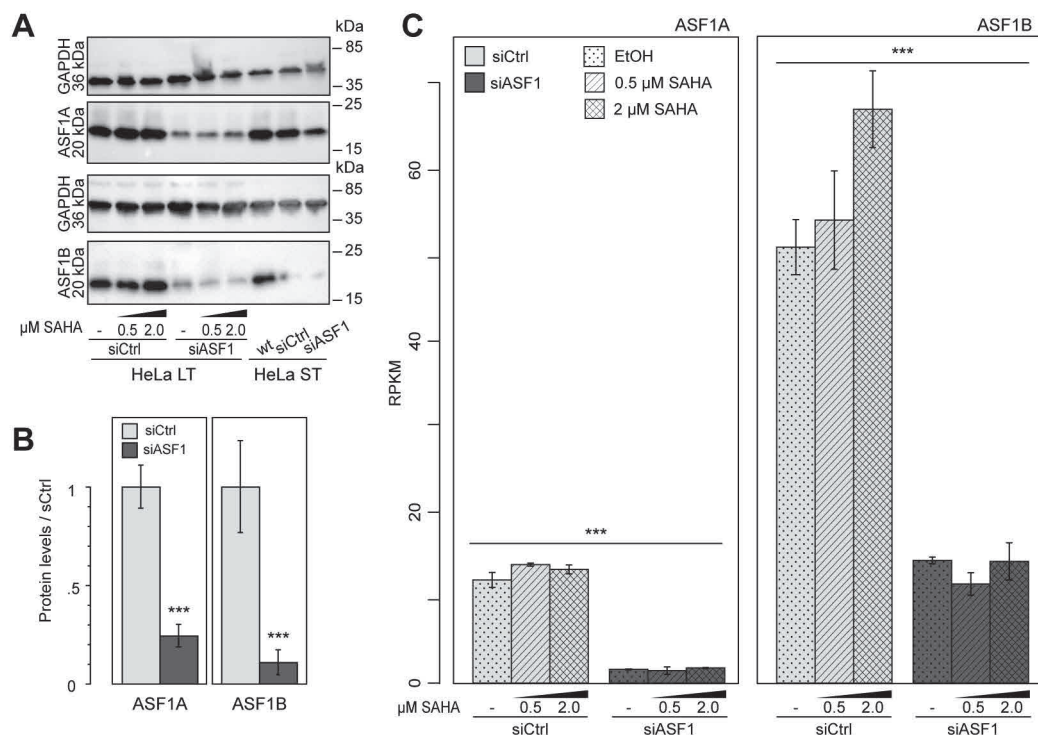 A
kDa
GAPDH
36 kDa
85
35
ASF1A
20 kDa
25
15
kDa
GAPDH
36 kDa
85
35
ASF1B
20 kDa
25
15
µM SAHA - 0.5 2.0 - 0.5 2.0 wt siCtrl siASF1
siCtrl siASF1
HeLa LT HeLa ST
B
siCtrl
siASF1
Protein levels / sCtrl
1
.5
0
***
***
ASF1A ASF1B
C
ASF1A ASF1B
siCtrl
siASF1
EtOH
0.5 µM SAHA
2 µM SAHA
***
***
RPKM
60
40
20
0
µM SAHA - 0.5 2.0 - 0.5 2.0 - 0.5 2.0 - 0.5 2.0
siCtrl siASF1 siCtrl siASF1